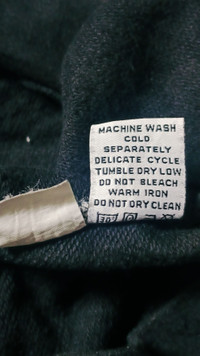 MACHINE WASH
COLD
SEPARATELY
DELICATE CYCLE
TUMBLE DRY LOW
DO NOT BLEACH
WARM IRON
DO NOT DRY CLEAN